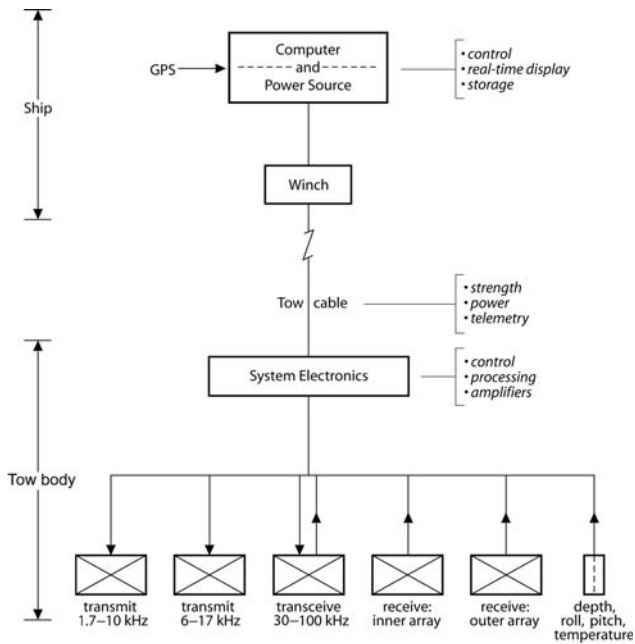 Computer
and
Power Source
GPS
• control
• real-time display
• storage
Ship
Winch
Tow cable
• strength
• power
• telemetry
System Electronics
• control
• processing
• amplifiers
Tow body
transmit
1.7–10 kHz
transmit
6–17 kHz
transceive
30–100 kHz
receive:
inner array
receive:
outer array
depth,
roll, pitch,
temperature